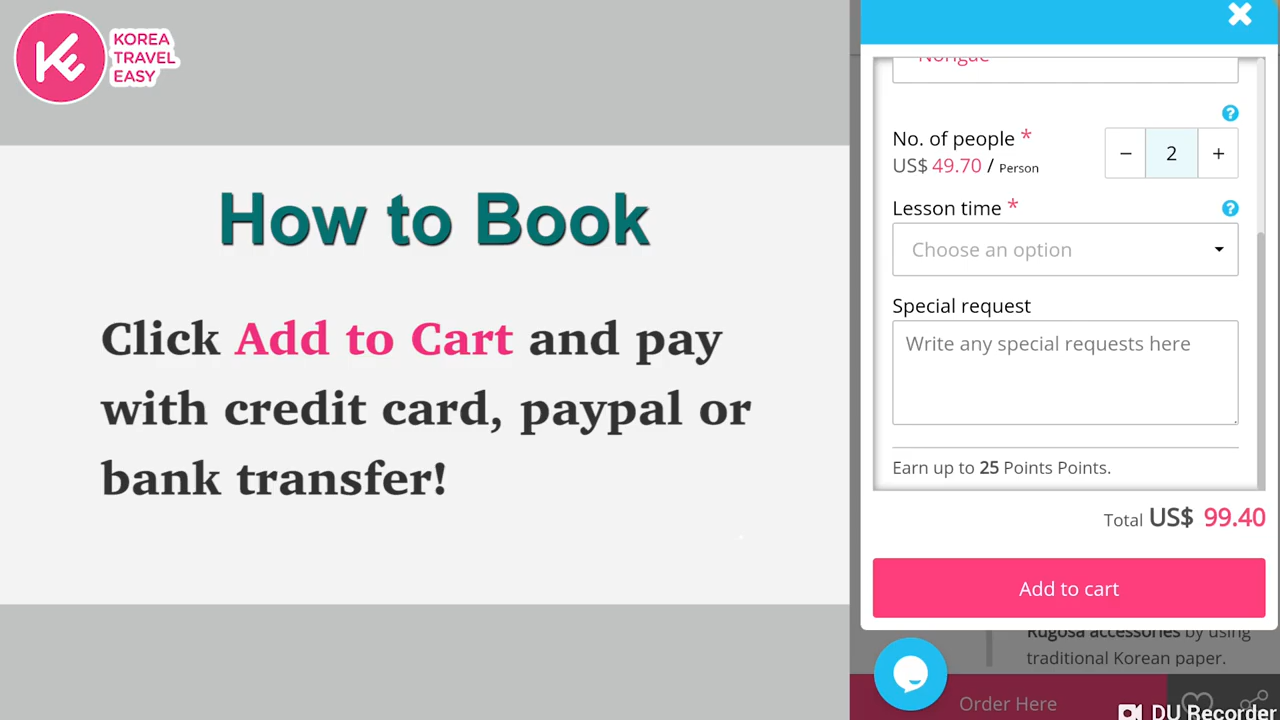 KOREA
TRAVEL
EASY
How to Book
Click Add to Cart and pay
with credit card, paypal or
bank transfer!
Norigae
No. of people *
US$ 49.70 / Person
− 2 +
Lesson time *
Choose an option
Special request
Write any special requests here
Earn up to 25 Points Points.
Total US$ 99.40
Add to cart
Rugosa accessories by using
traditional Korean paper.
Order Here
DU Recorder